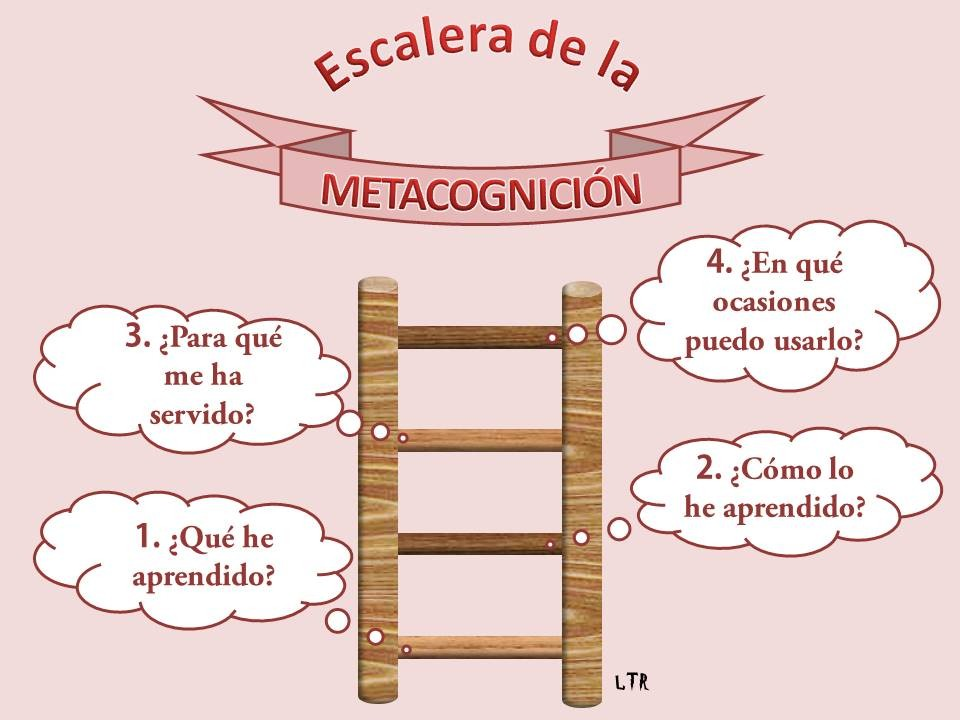 Escalera de la
METACOGNICIÓN
4. ¿En qué
ocasiones
puedo usarlo?
3. ¿Para qué
me ha
servido?
2. ¿Cómo lo
he aprendido?
1. ¿Qué he
aprendido?
LTR